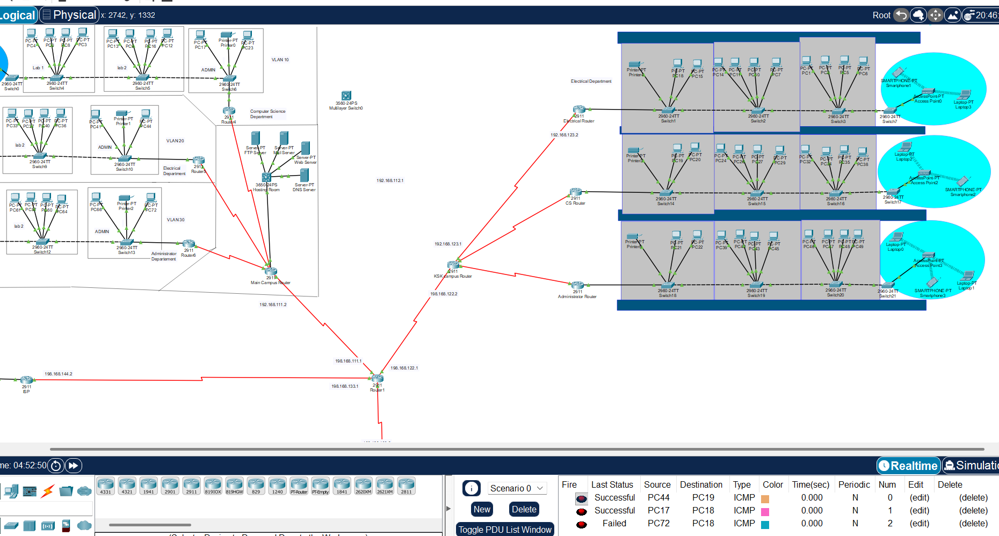 Logical
Physical
x: 2742, y: 1332
Root
20:46:
PC-PT
PC4
PC-PT
PC-PT
PC8
PC-PT
PC3
Lab 1
2960-24TT
Switch0
2960-24TT
Switch4
PC-PT
PC13
PC-PT
PC-PT
PC16
PC-PT
PC12
lab 2
2960-24TT
Switch5
PC-PT
PC17
Printer-PT
Printer0
PC-PT
PC23
ADMIN
2960-24TT
Switch6
VLAN 10
3560-24PS
Multilayer Switch0
2911
Router4
Computer Science
Department
PC-PT
PC33
PC-PT
PC-PT
PC40
PC-PT
PC36
lab 2
2960-24TT
Switch9
PC-PT
PC41
Printer-PT
Printer1
PC-PT
PC44
ADMIN
2960-24TT
Switch10
VLAN 20
Electrical
Department
2911
Router5
Server-PT
FTP Server
Server-PT
Mail Server
Server-PT
Web Server
Server-PT
DNS Server
3650-24PS
Hosting Room
PC-PT
PC61
PC-PT
PC57
PC-PT
PC60
PC-PT
PC64
lab 2
2960-24TT
Switch12
PC-PT
PC66
Printer-PT
Printer2
PC-PT
PC72
ADMIN
2960-24TT
Switch13
VLAN 30
Administrator
Departement
2911
Router6
2911
Main Campus Router
192.168.111.2
192.168.112.1
192.168.123.1
2911
KSK campus Router
198.168.122.2
198.168.111.1
198.168.122.1
198.168.133.1
2911
Router1
198.168.144.2
2911
ISP
Electrical Department
2911
Electrical Router
192.168.123.2
2911
CS Router
2911
Administrator Router
Printer-PT
Printer4
PC-PT
PC18
PC-PT
PC15
2960-24TT
Switch1
PC-PT
PC14
PC-PT
PC11
PC-PT
PC10
PC-PT
PC7
2960-24TT
Switch2
PC-PT
PC1
PC-PT
PC2
PC-PT
PC5
PC-PT
PC6
2960-24TT
Switch3
2960-24TT
Switch7
SMARTPHONE-PT
Smartphone1
AccessPoint-PT
Access Point0
Laptop-PT
Laptop3
Printer-PT
Printer3
PC-PT
PC19
PC-PT
PC20
2960-24TT
Switch14
PC-PT
PC24
PC-PT
PC26
PC-PT
PC27
PC-PT
PC29
2960-24TT
Switch15
PC-PT
PC32
PC-PT
PC34
PC-PT
PC35
PC-PT
PC38
2960-24TT
Switch16
2960-24TT
Switch17
Laptop-PT
Laptop2
AccessPoint-PT
Access Point2
SMARTPHONE-PT
Smartphone2
Printer-PT
PC-PT
PC21
PC-PT
PC22
2960-24TT
Switch18
PC-PT
PC39
PC-PT
PC42
PC-PT
PC43
PC-PT
PC45
2960-24TT
Switch19
PC-PT
PC46
PC-PT
PC47
PC-PT
PC48
PC-PT
PC49
2960-24TT
Switch20
2960-24TT
Switch21
Laptop-PT
Laptop0
AccessPoint-PT
Access Point3
SMARTPHONE-PT
Smartphone3
Laptop-PT
Laptop1
me: 04:52:50
Realtime
Simulatio
4331
4321
1941
2901
2911
819IOX
819HGW
829
1240
PT-Router
PT-Empty
1841
2620XM
2621XM
2811
Scenario 0
New
Delete
Toggle PDU List Window
Fire Last Status Source Destination Type Color Time(sec) Periodic Num Edit Delete
Successful PC44 PC19 ICMP 0.000 N 0 (edit) (delete)
Successful PC17 PC18 ICMP 0.000 N 1 (edit) (delete)
Failed PC72 PC18 ICMP 0.000 N 2 (edit) (delete)